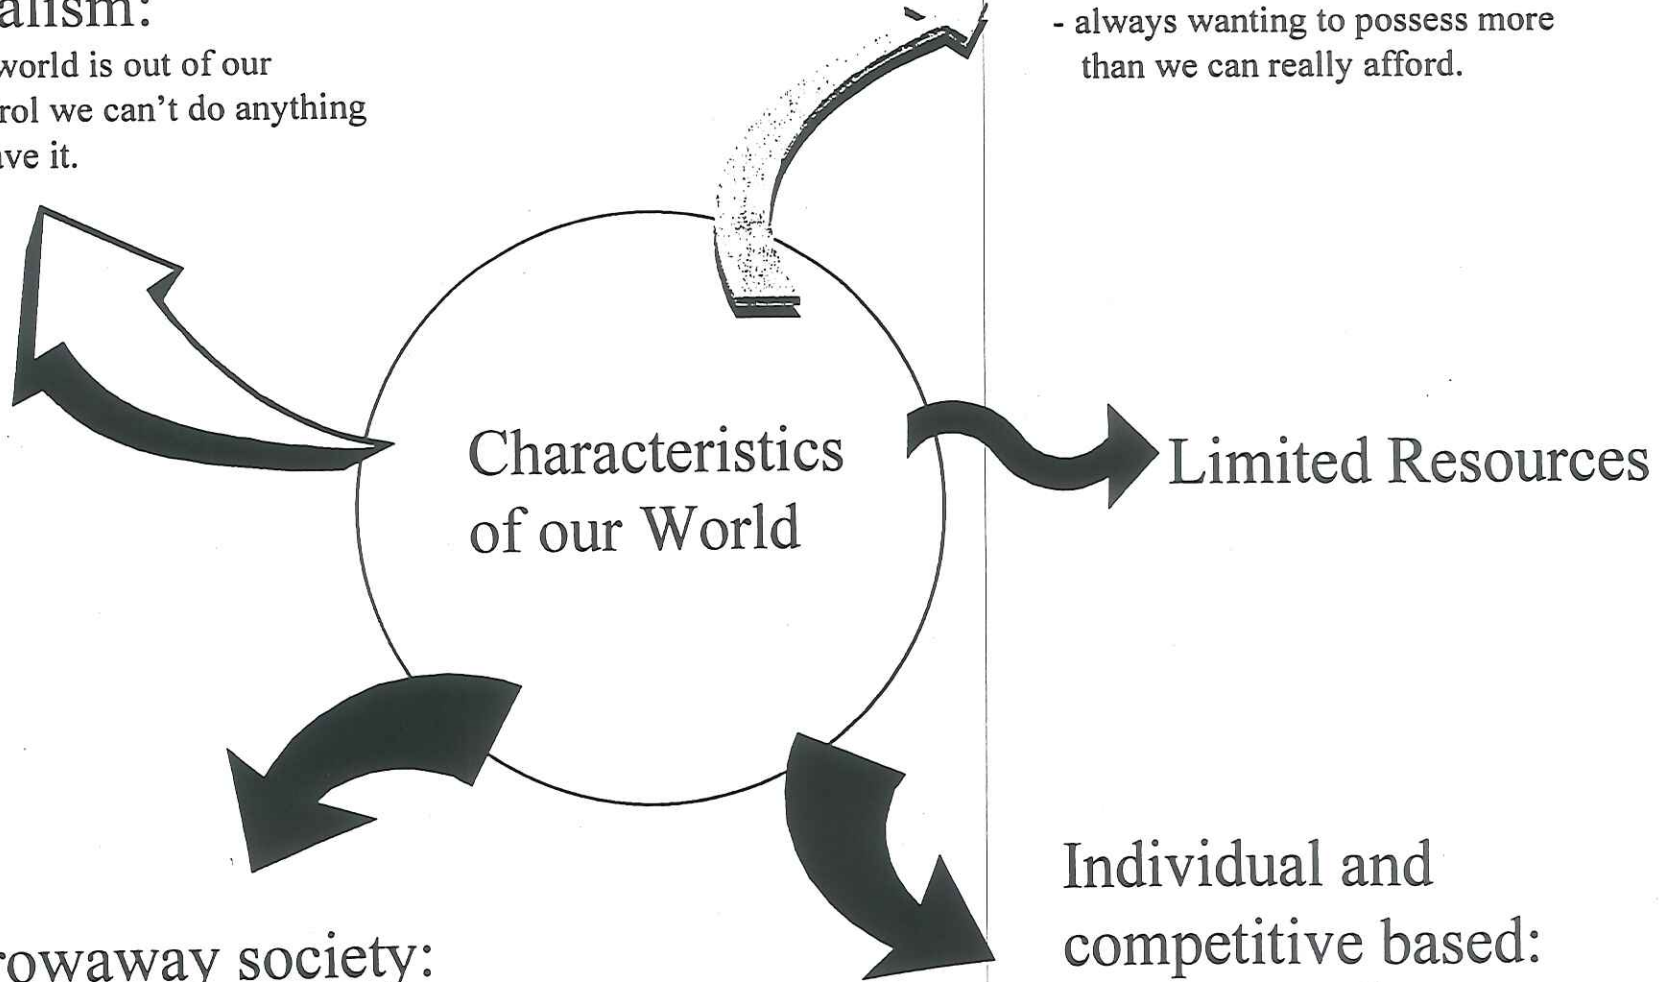 alism:
world is out of our
rol we can't do anything
ave it.
- always wanting to possess more
than we can really afford.
Characteristics
of our World
Limited Resources
Individual and
competitive based:
rowaway society: